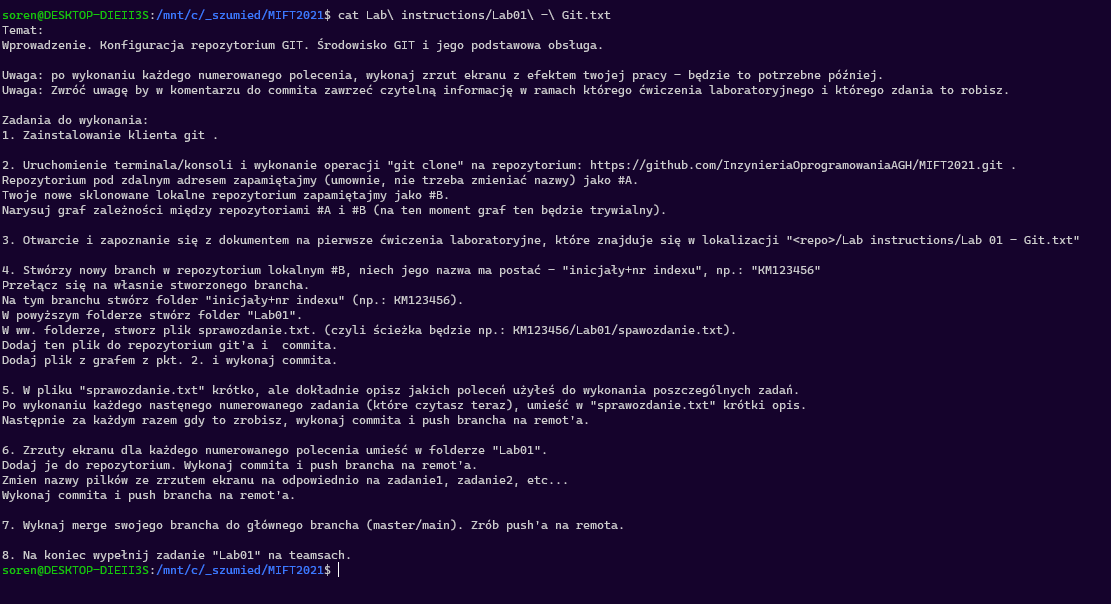 soren@DESKTOP-DIEII3S:/mnt/c/_szumied/MIFT2021$ cat Lab\ instructions/Lab01\ -\ Git.txt
Temat:
Wprowadzenie. Konfiguracja repozytorium GIT. Środowisko GIT i jego podstawowa obsługa.
Uwaga: po wykonaniu każdego numerowanego polecenia, wykonaj zrzut ekranu z efektem twojej pracy - będzie to potrzebne później.
Uwaga: Zwróć uwagę by w komentarzu do commita zawrzeć czytelną informację w ramach którego ćwiczenia laboratoryjnego i którego zdania to robisz.
Zadania do wykonania:
1. Zainstalowanie klienta git .
2. Uruchomienie terminala/konsoli i wykonanie operacji "git clone" na repozytorium: https://github.com/InzynieriaOprogramowaniaAGH/MIFT2021.git .
Repozytorium pod zdalnym adresem zapamiętajmy (umownie, nie trzeba zmieniać nazwy) jako #A.
Twoje nowe sklonowane lokalne repozytorium zapamiętajmy jako #B.
Narysuj graf zależności między repozytoriami #A i #B (na ten moment graf ten będzie trywialny).
3. Otwarcie i zapoznanie się z dokumentem na pierwsze ćwiczenia laboratoryjne, które znajduje się w lokalizacji "<repo>/Lab instructions/Lab 01 - Git.txt"
4. Stwórzy nowy branch w repozytorium lokalnym #B, niech jego nazwa ma postać - "inicjały+nr indexu", np.: "KM123456"
Przełącz się na własnie stworzonego brancha.
Na tym branchu stwórz folder "inicjały+nr indexu" (np.: KM123456).
W powyższym folderze stwórz folder "Lab01".
W ww. folderze, stworz plik sprawozdanie.txt. (czyli ścieżka będzie np.: KM123456/Lab01/spawozdanie.txt).
Dodaj ten plik do repozytorium git'a i  commita.
Dodaj plik z grafem z pkt. 2. i wykonaj commita.
5. W pliku "sprawozdanie.txt" krótko, ale dokładnie opisz jakich poleceń użyłeś do wykonania poszczególnych zadań.
Po wykonaniu każdego nastęnego numerowanego zadania (które czytasz teraz), umieść w "sprawozdanie.txt" krótki opis.
Następnie za każdym razem gdy to zrobisz, wykonaj commita i push brancha na remot'a.
6. Zrzuty ekranu dla każdego numerowanego polecenia umieść w folderze "Lab01".
Dodaj je do repozytorium. Wykonaj commita i push brancha na remot'a.
Zmien nazwy pilków ze zrzutem ekranu na odpowiednio na zadanie1, zadanie2, etc...
Wykonaj commita i push brancha na remot'a.
7. Wyknaj merge swojego brancha do głównego brancha (master/main). Zrób push'a na remota.
8. Na koniec wypełnij zadanie "Lab01" na teamsach.
soren@DESKTOP-DIEII3S:/mnt/c/_szumied/MIFT2021$